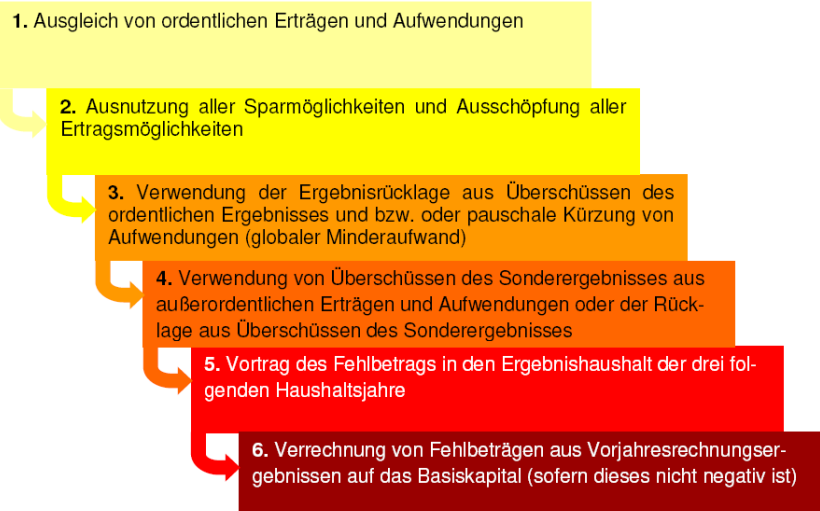 1. Ausgleich von ordentlichen Erträgen und Aufwendungen
2. Ausnutzung aller Sparmöglichkeiten und Ausschöpfung aller
Ertragsmöglichkeiten
3. Verwendung der Ergebnisrücklage aus Überschüssen des
ordentlichen Ergebnisses und bzw. oder pauschale Kürzung von
Aufwendungen (globaler Minderaufwand)
4. Verwendung von Überschüssen des Sonderergebnisses aus
außerordentlichen Erträgen und Aufwendungen oder der Rück-
lage aus Überschüssen des Sonderergebnisses
5. Vortrag des Fehlbetrags in den Ergebnishaushalt der drei fol-
genden Haushaltsjahre
6. Verrechnung von Fehlbeträgen aus Vorjahresrechnungser-
gebnissen auf das Basiskapital (sofern dieses nicht negativ ist)